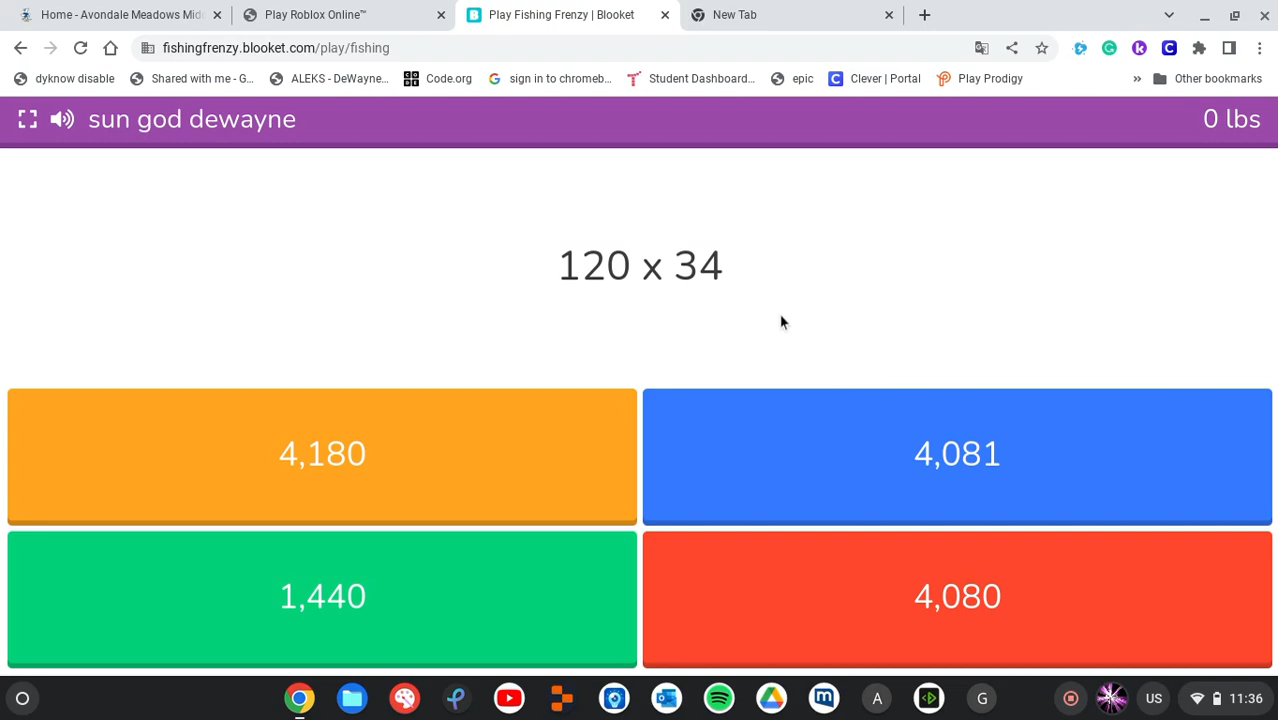 Home - Avondale Meadows Midd
Play Roblox Online™
Play Fishing Frenzy | Blooket
New Tab
fishingfrenzy.blooket.com/play/fishing
dyknow disable
Shared with me - G...
ALEKS - DeWayne...
Code.org
sign in to chromeb...
Student Dashboard...
epic
Clever | Portal
Play Prodigy
»
Other bookmarks
sun god dewayne
0 lbs
120 x 34
4,180
4,081
1,440
4,080
US
11:36